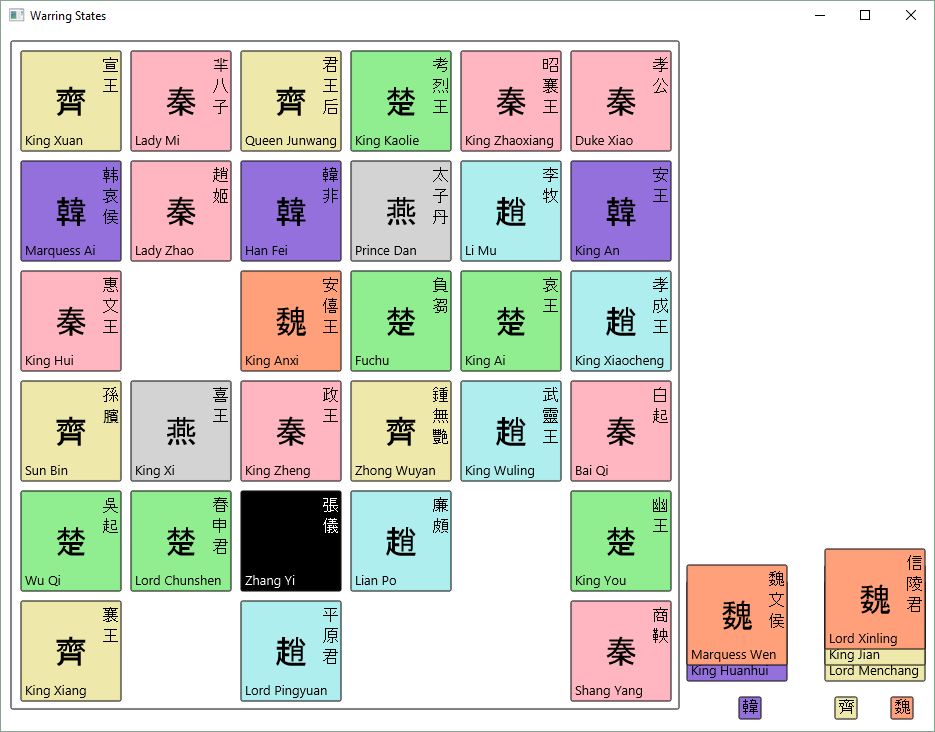 Warring States
宣王
齊
King Xuan
芈八子
秦
Lady Mi
君王后
齊
Queen Junwang
考烈王
楚
King Kaolie
昭襄王
秦
King Zhaoxiang
孝公
秦
Duke Xiao
韩哀侯
韓
Marquess Ai
趙姬
秦
Lady Zhao
韓非
韓
Han Fei
太子丹
燕
Prince Dan
李牧
趙
Li Mu
安王
韓
King An
惠文王
秦
King Hui
安僖王
魏
King Anxi
負芻
楚
Fuchu
哀王
楚
King Ai
孝成王
趙
King Xiaocheng
孫臏
齊
Sun Bin
喜王
燕
King Xi
政王
秦
King Zheng
鍾無艷
齊
Zhong Wuyan
武靈王
趙
King Wuling
白起
秦
Bai Qi
吳起
楚
Wu Qi
春申君
楚
Lord Chunshen
張儀
Zhang Yi
廉頗
趙
Lian Po
幽王
楚
King You
襄王
齊
King Xiang
平原君
趙
Lord Pingyuan
商鞅
秦
Shang Yang
魏文侯
魏
Marquess Wen
King Huanhui
韓
信陵君
魏
Lord Xinling
King Jian
Lord Menchang
齊
魏